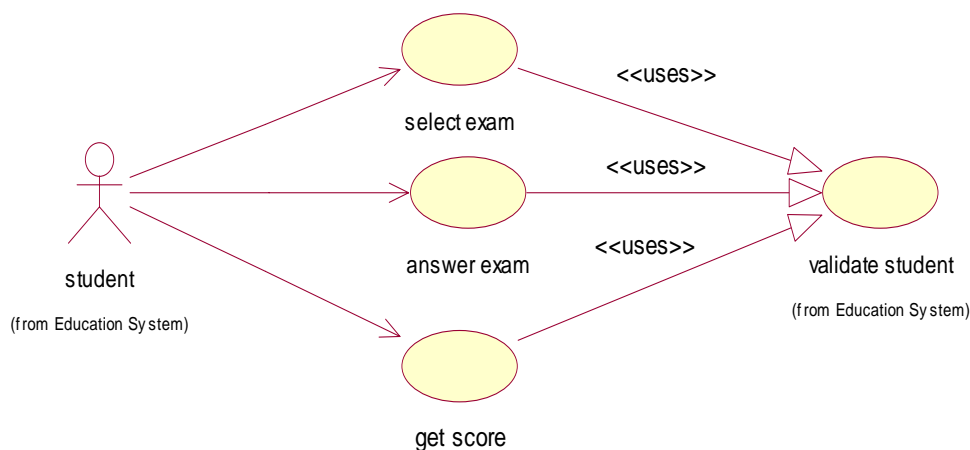 <<uses>>
select exam
<<uses>>
answer exam
<<uses>>
student
(from Education System)
validate student
(from Education System)
get score